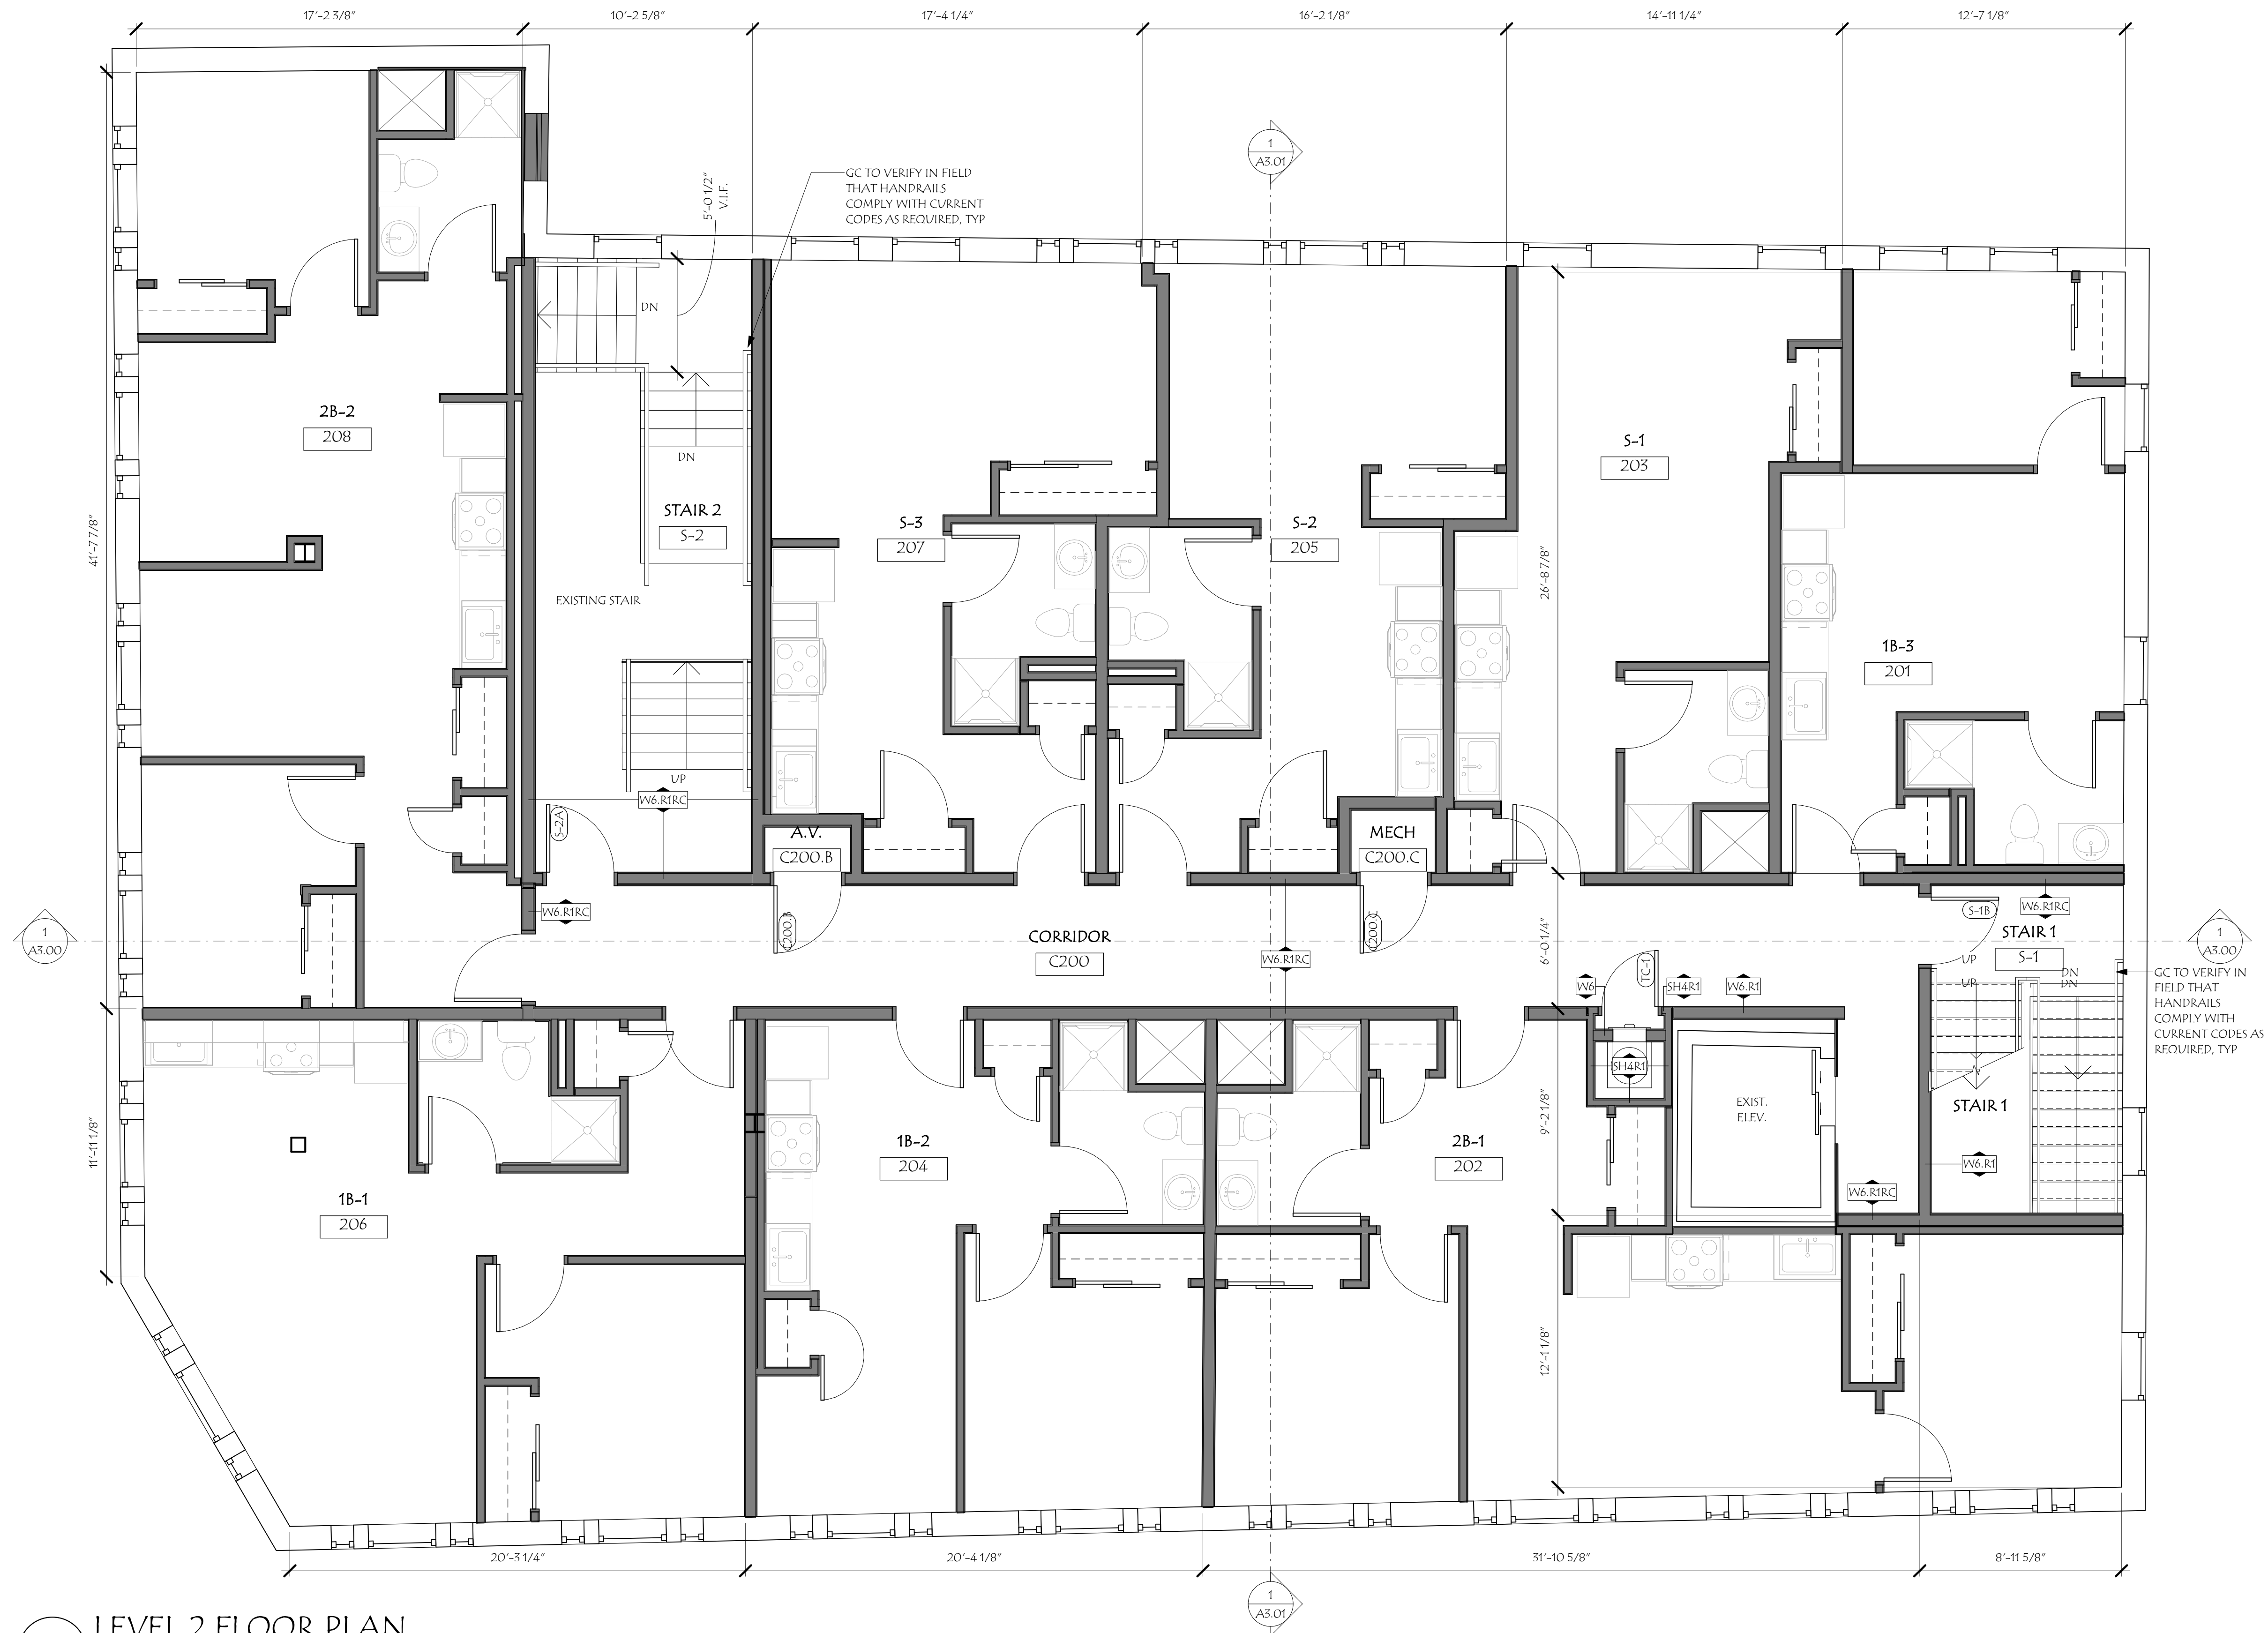 17'-2 3/8"
10'-2 5/8"
17'-4 1/4"
16'-2 1/8"
14'-11 1/4"
12'-7 1/8"
1
A3.01
GC TO VERIFY IN FIELD
THAT HANDRAILS
COMPLY WITH CURRENT
CODES AS REQUIRED, TYP
5'-0 1/2"
V.I.F.
DN
2B-2
208
DN
STAIR 2
S-2
EXISTING STAIR
UP
W6.R1RC
S-2A
41'-7 7/8"
S-3
207
S-2
205
S-1
203
26'-8 7/8"
1B-3
201
A.V.
C200.B
MECH
C200.C
W6.R1RC
C200.B
C200.C
W6.R1RC
S-1B
1
A3.00
CORRIDOR
C200
W6.R1RC
6'-0 1/4"
STAIR 1
S-1
1
A3.00
UP
UP
DN
DN
GC TO VERIFY IN
FIELD THAT
HANDRAILS
COMPLY WITH
CURRENT CODES AS
REQUIRED, TYP
W6
TC-1
SH4R1
W6.R1
SH4R1
EXIST.
ELEV.
STAIR 1
W6.R1
W6.R1RC
9'-2 1/8"
11'-11 1/8"
1B-1
206
1B-2
204
2B-1
202
12'-1 1/8"
20'-3 1/4"
20'-4 1/8"
31'-10 5/8"
8'-11 5/8"
1
A3.01
LEVEL 2 FLOOR PLAN